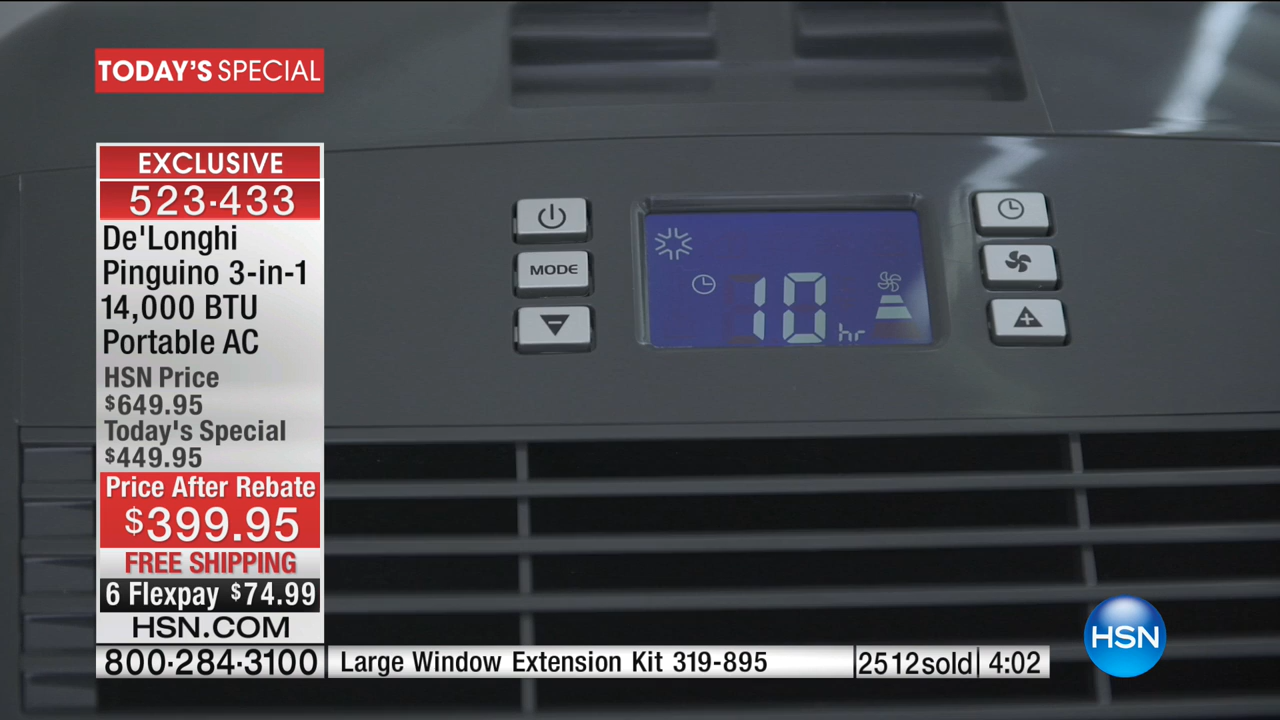 TODAY'S SPECIAL
EXCLUSIVE
523·433
De'Longhi
Pinguino 3-in-1
14,000 BTU
Portable AC
HSN Price
$649.95
Today's Special
$449.95
Price After Rebate
$399.95
FREE SHIPPING
6 Flexpay $74.99
HSN.COM
800·284·3100
Large Window Extension Kit 319-895
2512sold
4:02
MODE
10 hr
HSN